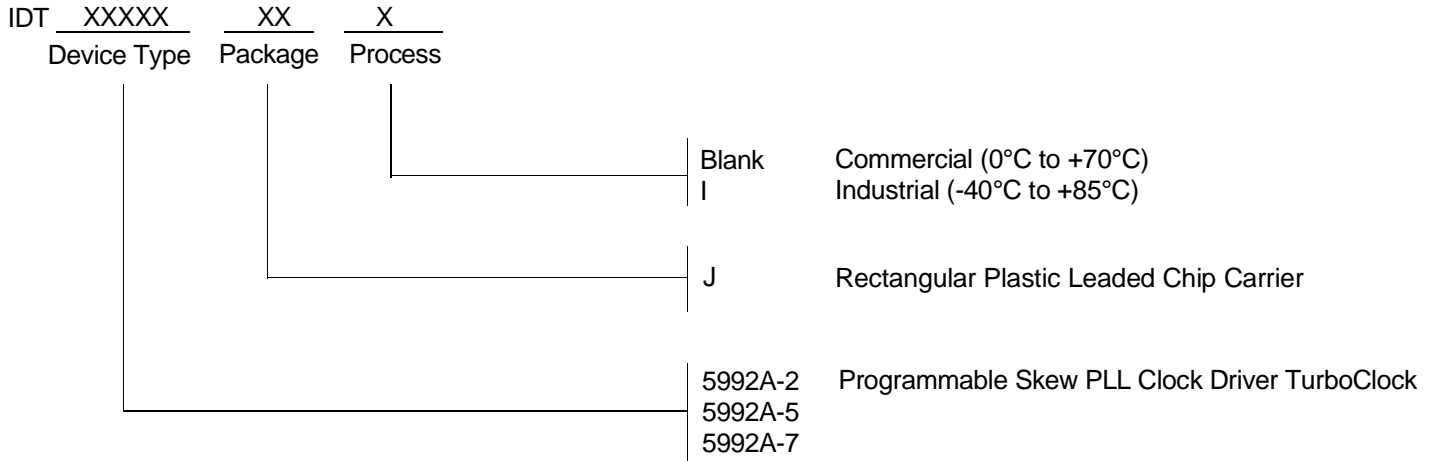 IDT XXXXX XX X
Device Type Package Process
Blank Commercial (0°C to +70°C)
I Industrial (-40°C to +85°C)
J Rectangular Plastic Leaded Chip Carrier
5992A-2 Programmable Skew PLL Clock Driver TurboClock
5992A-5
5992A-7